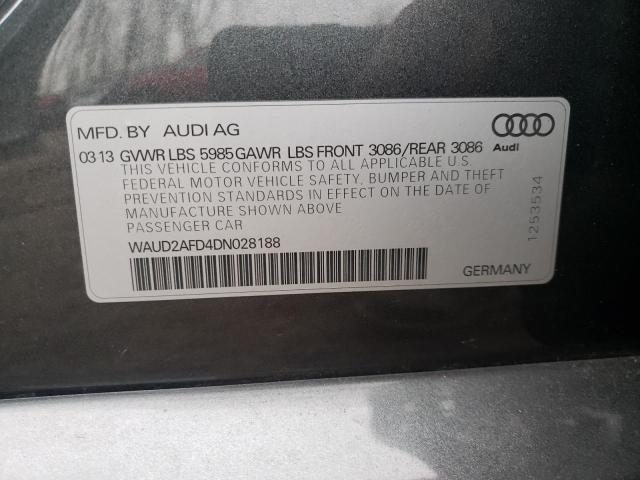 MFD. BY AUDI AG
03 13 GVWR LBS 5985 GAWR LBS FRONT 3086/REAR 3086
THIS VEHICLE CONFORMS TO ALL APPLICABLE U.S.
FEDERAL MOTOR VEHICLE SAFETY, BUMPER AND THEFT
PREVENTION STANDARDS IN EFFECT ON THE DATE OF
MANUFACTURE SHOWN ABOVE
PASSENGER CAR
WAUD2AFD4DN028188
Audi
1253534
GERMANY